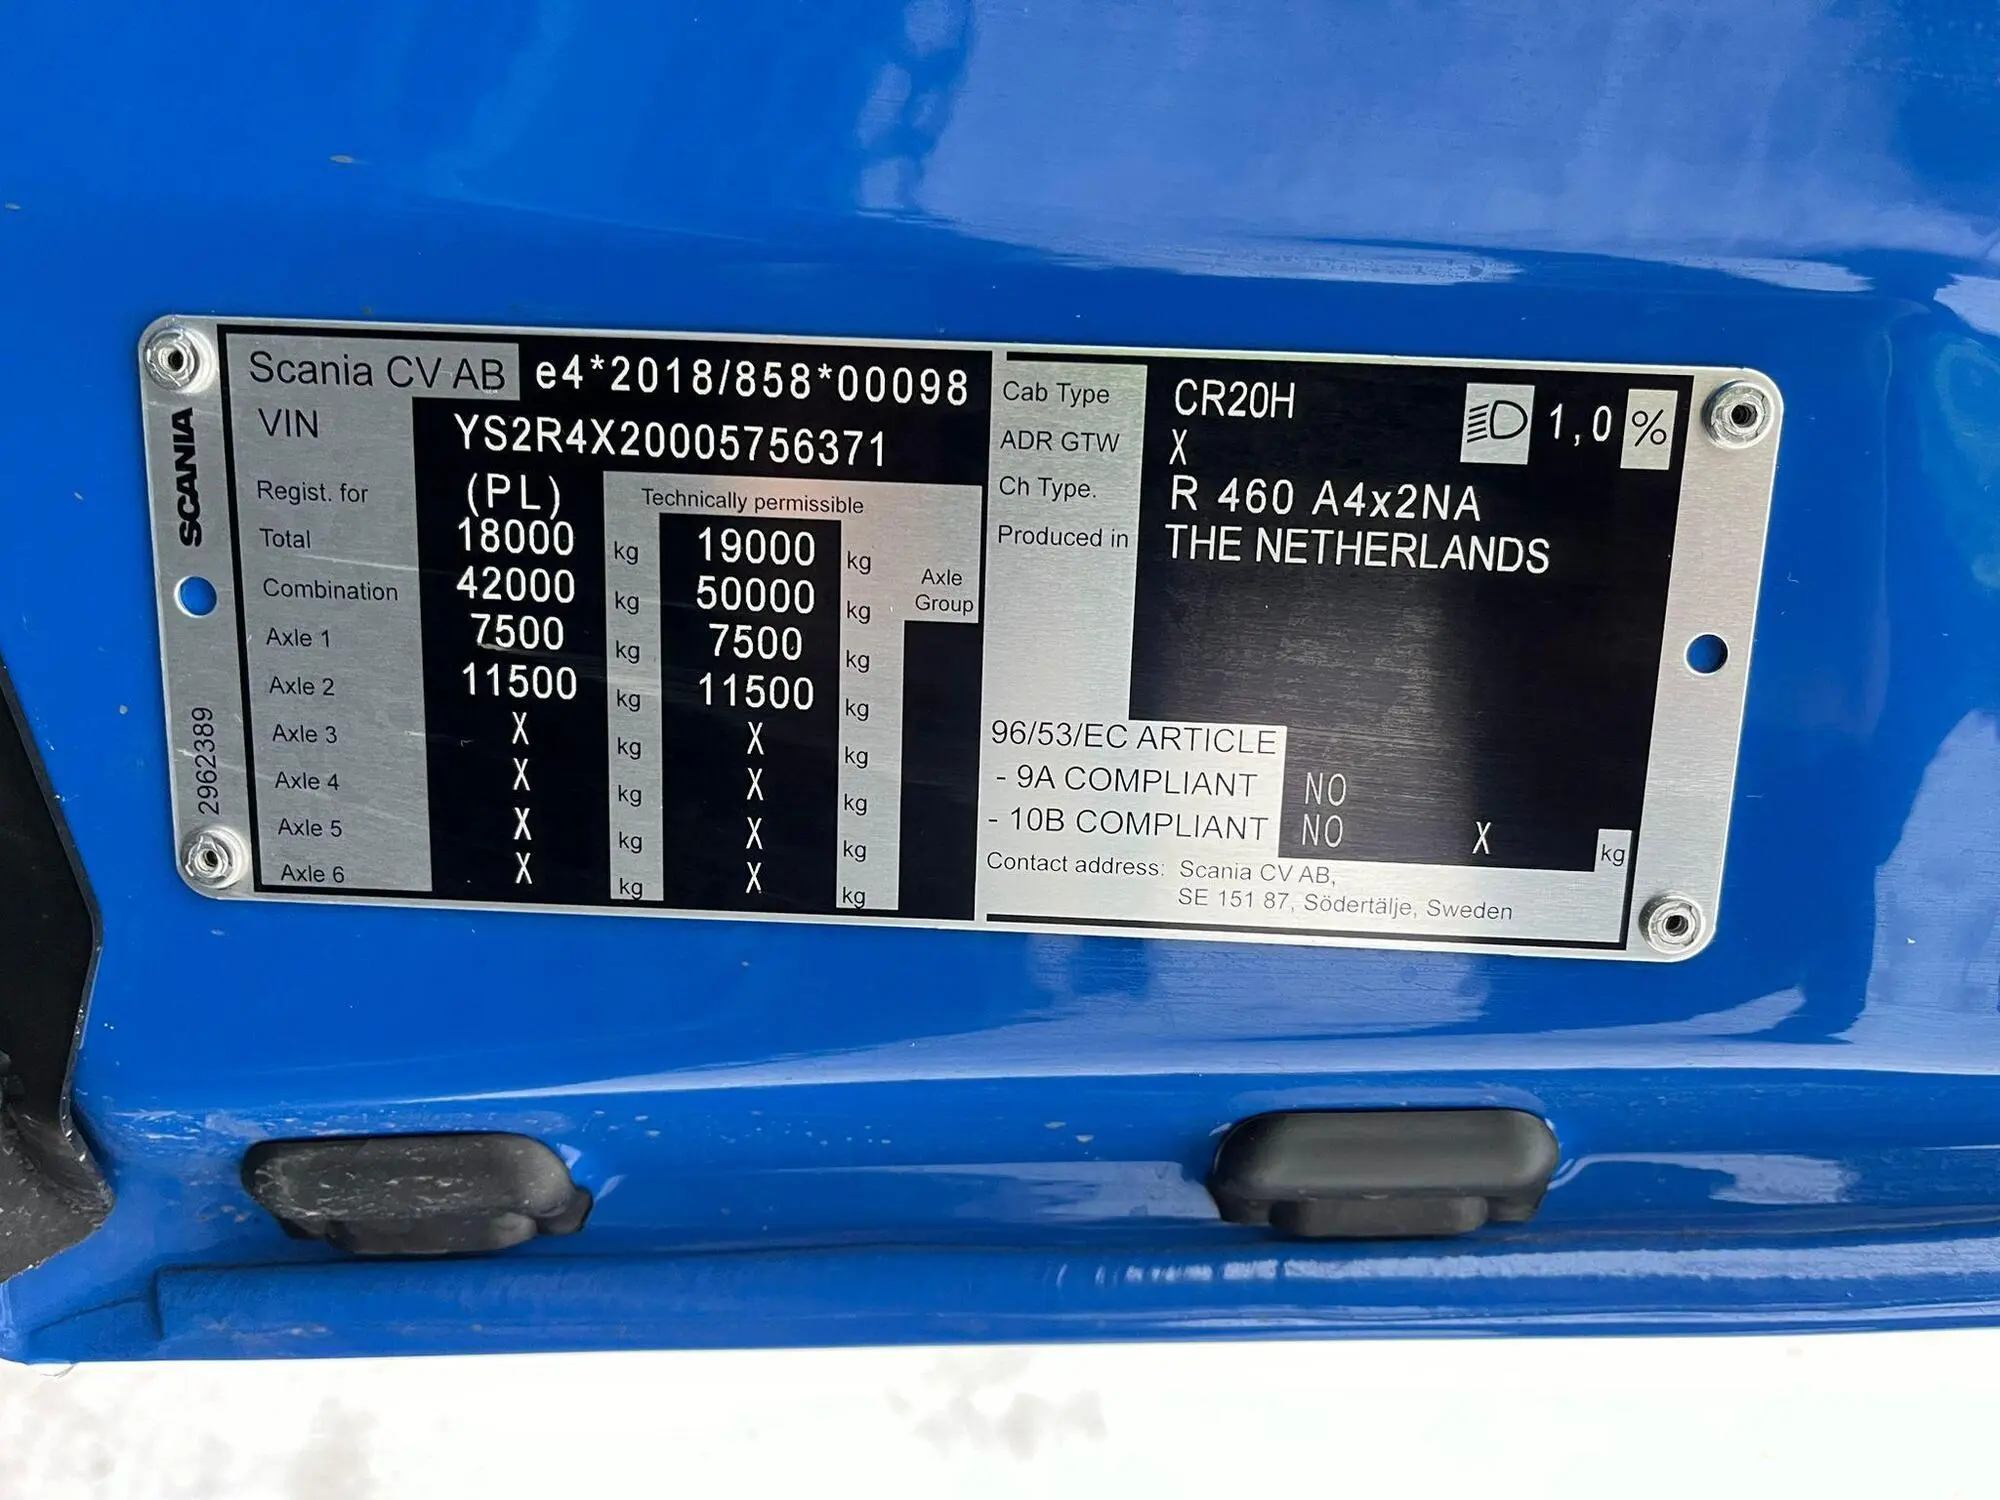 SCANIA
2962389
Scania CV AB e4*2018/858*00098
VIN YS2R4X20005756371
Regist. for (PL) Technically permissible
Total 18000 kg 19000 kg
Combination 42000 kg 50000 kg
Axle Group
Axle 1 7500 kg 7500 kg
Axle 2 11500 kg 11500 kg
Axle 3 X kg X kg
Axle 4 X kg X kg
Axle 5 X kg X kg
Axle 6 X kg X kg
Cab Type CR20H 1,0 %
ADR GTW X
Ch Type. R 460 A4x2NA
Produced in THE NETHERLANDS
96/53/EC ARTICLE
- 9A COMPLIANT NO
- 10B COMPLIANT NO X kg
Contact address: Scania CV AB,
SE 151 87, Södertälje, Sweden